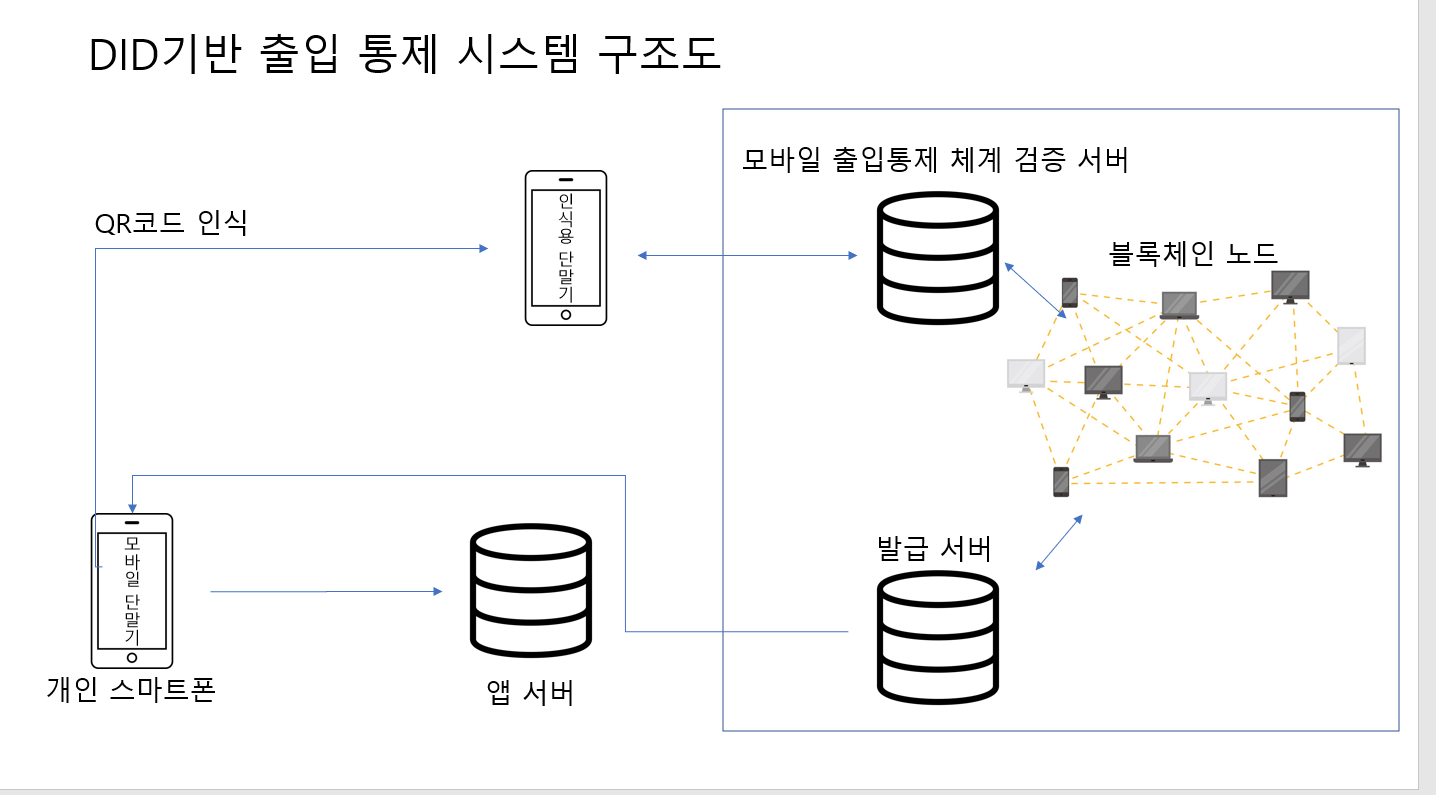 DID기반 출입 통제 시스템 구조도
모바일 출입통제 체계 검증 서버
QR코드 인식
인식용 단말기
블록체인 노드
발급 서버
모바일 단말기
개인 스마트폰
앱 서버